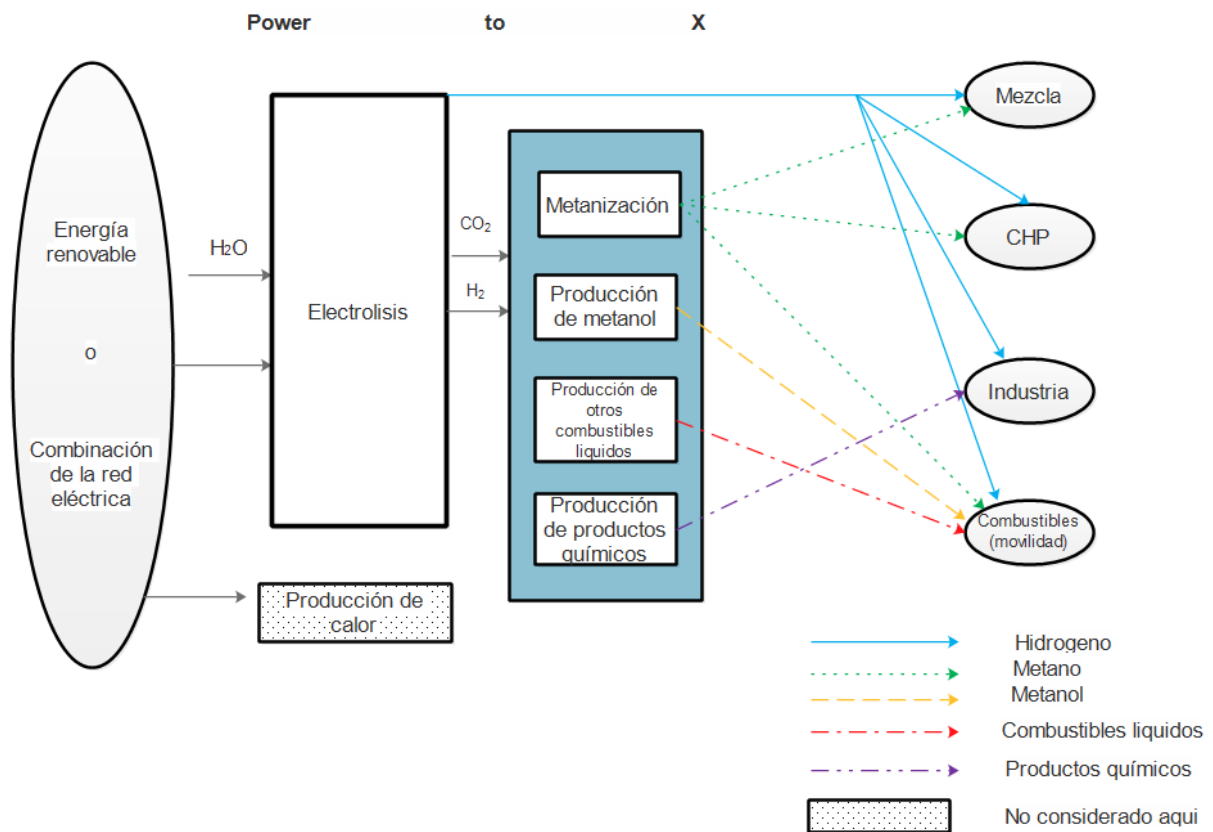 Power to X
Energía
renovable
o
Combinación
de la red
eléctrica
H2O
Electrolisis
Producción de
calor
CO2
H2
Metanización
Producción
de metanol
Producción de
otros
combustibles
liquidos
Producción
de productos
químicos
Mezcla
CHP
Industria
Combustibles
(movilidad)
Hidrogeno
Metano
Metanol
Combustibles liquidos
Productos químicos
No considerado aqui